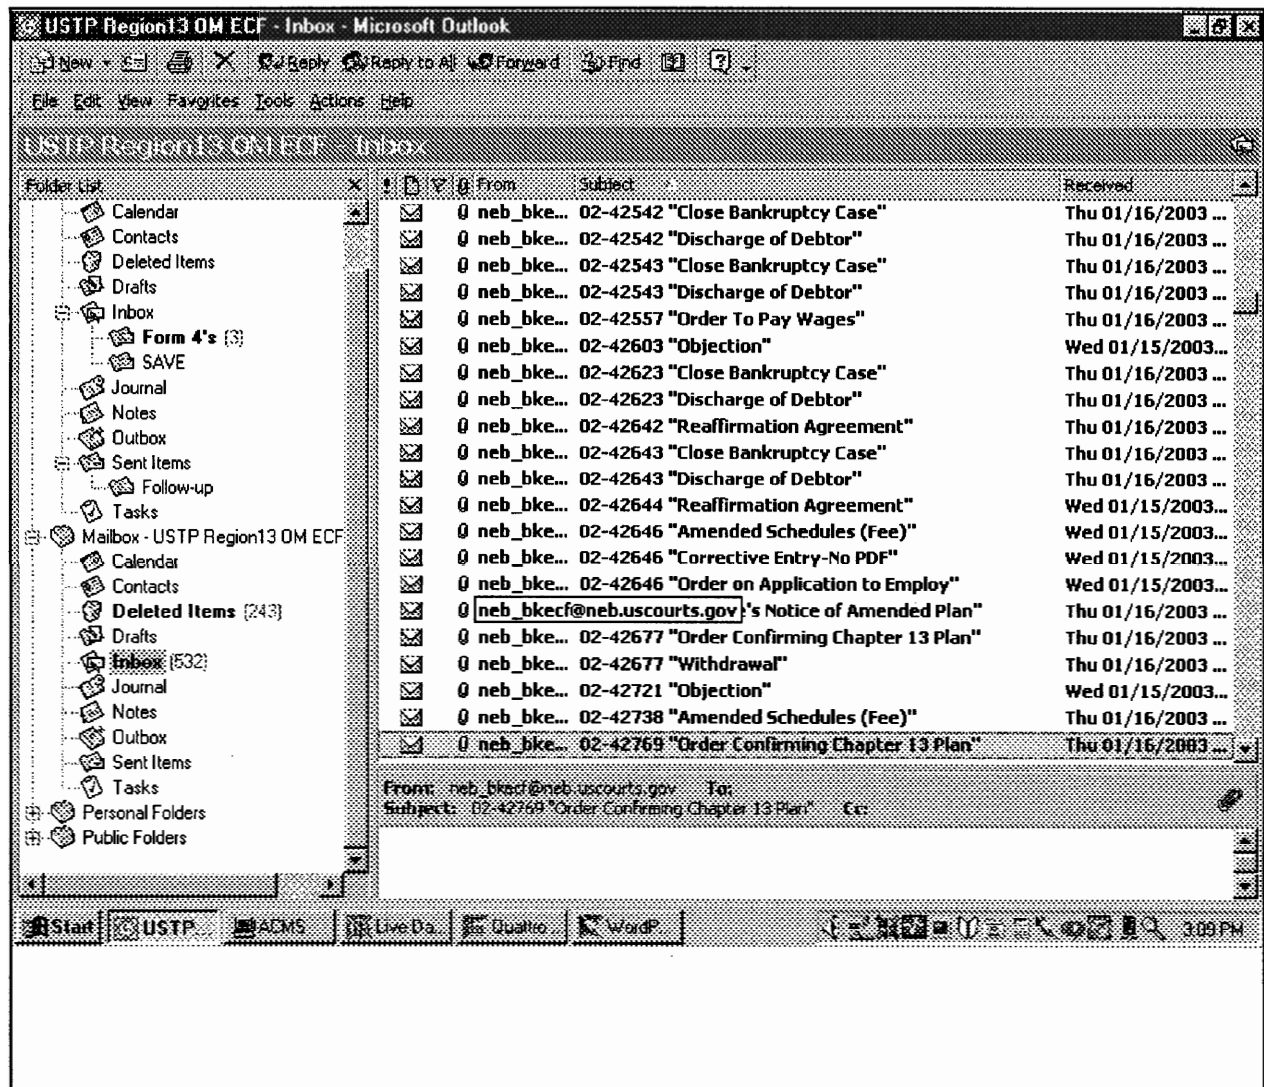 USTP Region13 OM ECF - Inbox - Microsoft Outlook
New Reply Reply to All Forward Find
File Edit View Favorites Tools Actions Help
USTP Region13 OM ECF - Inbox
Folder List
Calendar
Contacts
Deleted Items
Drafts
Inbox
Form 4's (3)
SAVE
Journal
Notes
Outbox
Sent Items
Follow-up
Tasks
Mailbox - USTP Region13 OM ECF
Calendar
Contacts
Deleted Items (243)
Drafts
Inbox (532)
Journal
Notes
Outbox
Sent Items
Tasks
Personal Folders
Public Folders
From Subject Received
neb_bke... 02-42542 "Close Bankruptcy Case" Thu 01/16/2003 ...
neb_bke... 02-42542 "Discharge of Debtor" Thu 01/16/2003 ...
neb_bke... 02-42543 "Close Bankruptcy Case" Thu 01/16/2003 ...
neb_bke... 02-42543 "Discharge of Debtor" Thu 01/16/2003 ...
neb_bke... 02-42557 "Order To Pay Wages" Thu 01/16/2003 ...
neb_bke... 02-42603 "Objection" Wed 01/15/2003...
neb_bke... 02-42623 "Close Bankruptcy Case" Thu 01/16/2003 ...
neb_bke... 02-42623 "Discharge of Debtor" Thu 01/16/2003 ...
neb_bke... 02-42642 "Reaffirmation Agreement" Thu 01/16/2003 ...
neb_bke... 02-42643 "Close Bankruptcy Case" Thu 01/16/2003 ...
neb_bke... 02-42643 "Discharge of Debtor" Thu 01/16/2003 ...
neb_bke... 02-42644 "Reaffirmation Agreement" Wed 01/15/2003...
neb_bke... 02-42646 "Amended Schedules (Fee)" Wed 01/15/2003...
neb_bke... 02-42646 "Corrective Entry-No PDF" Wed 01/15/2003...
neb_bke... 02-42646 "Order on Application to Employ" Wed 01/15/2003...
neb_bkecf@neb.uscourts.gov 's Notice of Amended Plan" Thu 01/16/2003 ...
neb_bke... 02-42677 "Order Confirming Chapter 13 Plan" Thu 01/16/2003 ...
neb_bke... 02-42677 "Withdrawal" Thu 01/16/2003 ...
neb_bke... 02-42721 "Objection" Wed 01/15/2003...
neb_bke... 02-42738 "Amended Schedules (Fee)" Thu 01/16/2003 ...
neb_bke... 02-42769 "Order Confirming Chapter 13 Plan" Thu 01/16/2003 ...
From: neb_bkecf@neb.uscourts.gov To:
Subject: 02-42769 "Order Confirming Chapter 13 Plan" Cc:
Start USTP... ACMS Live Da... Quattro ... WordP... 3:09 PM